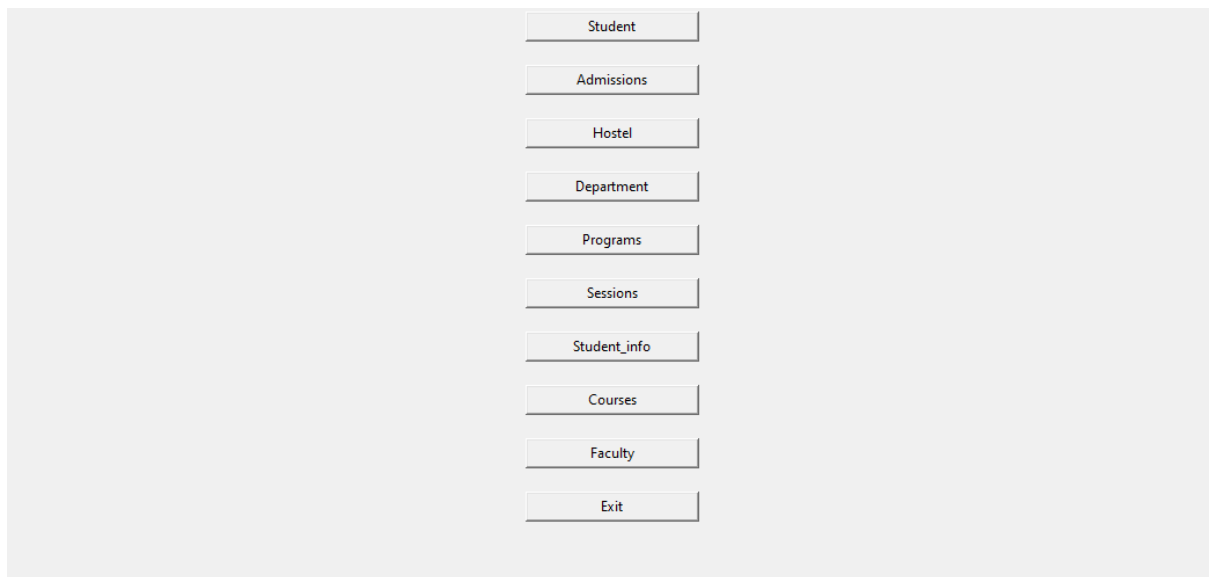 Student
Admissions
Hostel
Department
Programs
Sessions
Student_info
Courses
Faculty
Exit